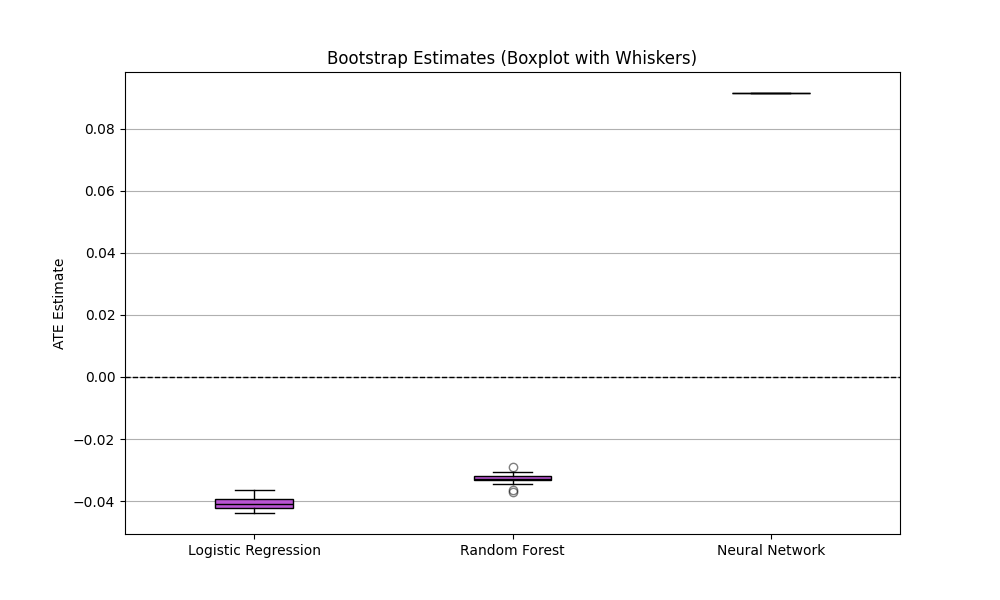 Bootstrap Estimates (Boxplot with Whiskers)
ATE Estimate
0.08
0.06
0.04
0.02
0.00
−0.02
−0.04
Logistic Regression
Random Forest
Neural Network